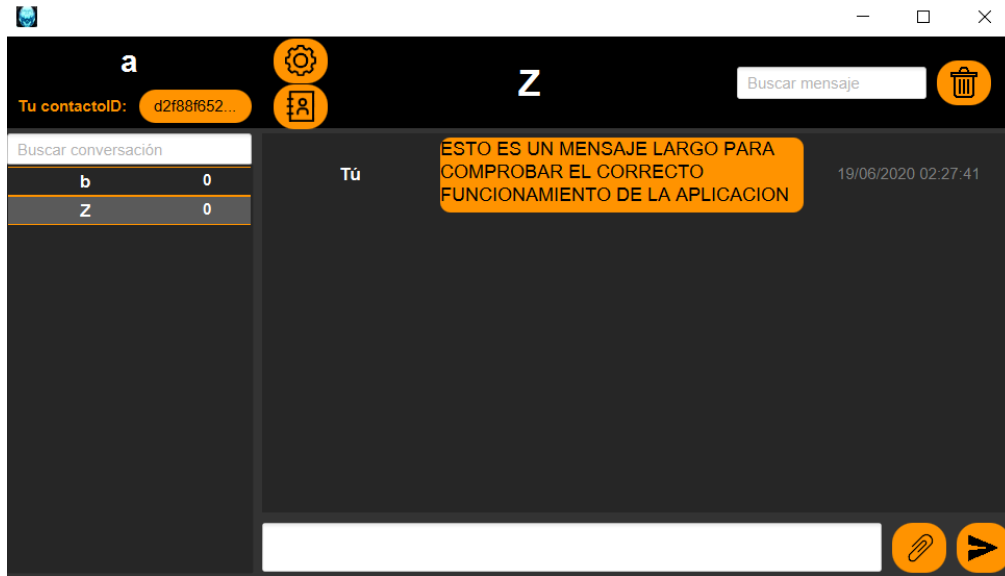 a
Tu contactoID: d2f88f652...
Z
Buscar mensaje
Buscar conversación
b 0
Z 0
Tú
ESTO ES UN MENSAJE LARGO PARA
COMPROBAR EL CORRECTO
FUNCIONAMIENTO DE LA APLICACION
19/06/2020 02:27:41